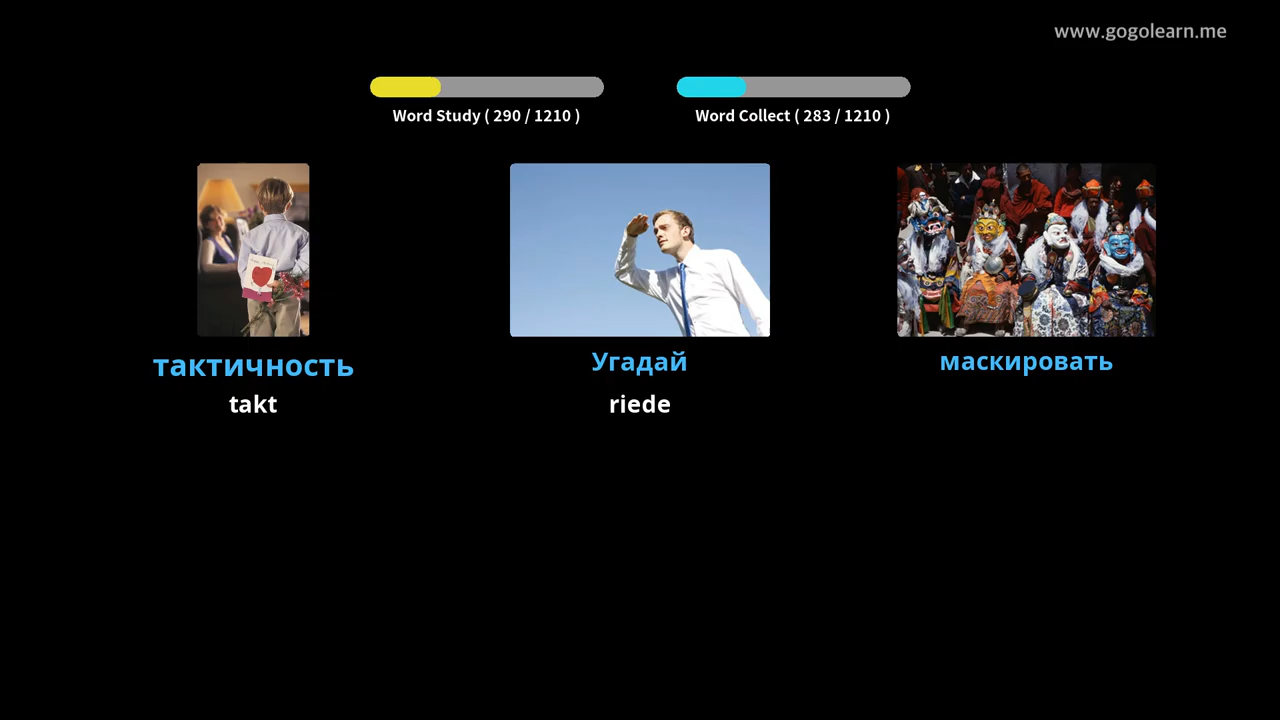 www.gogolearn.me
Word Study ( 290 / 1210 )
Word Collect ( 283 / 1210 )
тактичность
Угадай
маскировать
takt
riede